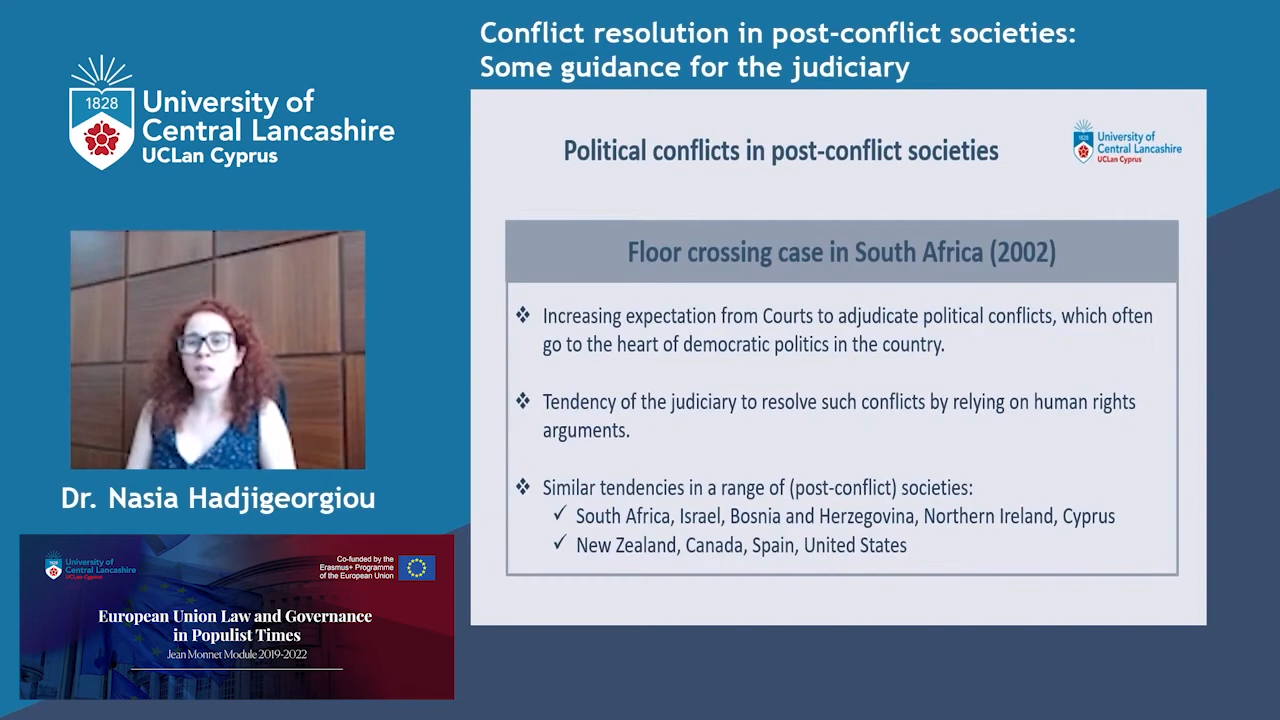 Conflict resolution in post-conflict societies:
Some guidance for the judiciary
1828
University of
Central Lancashire
UCLan Cyprus
Political conflicts in post-conflict societies
1828
University of
Central Lancashire
UCLan Cyprus
Floor crossing case in South Africa (2002)
❖ Increasing expectation from Courts to adjudicate political conflicts, which often
go to the heart of democratic politics in the country.
❖ Tendency of the judiciary to resolve such conflicts by relying on human rights
arguments.
❖ Similar tendencies in a range of (post-conflict) societies:
✓ South Africa, Israel, Bosnia and Herzegovina, Northern Ireland, Cyprus
✓ New Zealand, Canada, Spain, United States
Dr. Nasia Hadjigeorgiou
University of
Central Lancashire
UCLan Cyprus
Co-funded by the
Erasmus+ Programme
of the European Union
European Union Law and Governance
in Populist Times
Jean Monnet Module 2019-2022